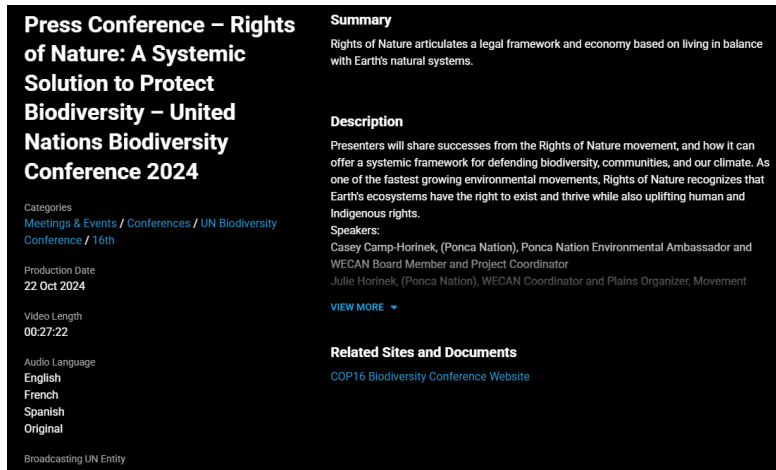 Press Conference – Rights
of Nature: A Systemic
Solution to Protect
Biodiversity – United
Nations Biodiversity
Conference 2024
Categories
Meetings & Events / Conferences / UN Biodiversity
Conference / 16th
Production Date
22 Oct 2024
Video Length
00:27:22
Audio Language
English
French
Spanish
Original
Broadcasting UN Entity
Summary
Rights of Nature articulates a legal framework and economy based on living in balance
with Earth's natural systems.
Description
Presenters will share successes from the Rights of Nature movement, and how it can
offer a systemic framework for defending biodiversity, communities, and our climate. As
one of the fastest growing environmental movements, Rights of Nature recognizes that
Earth's ecosystems have the right to exist and thrive while also uplifting human and
Indigenous rights.
Speakers:
Casey Camp-Horinek, (Ponca Nation), Ponca Nation Environmental Ambassador and
WECAN Board Member and Project Coordinator
Julie Horinek, (Ponca Nation), WECAN Coordinator and Plains Organizer, Movement
VIEW MORE
Related Sites and Documents
COP16 Biodiversity Conference Website